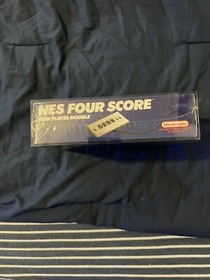 NES FOUR SCORE
FOUR PLAYER MODULE
Nintendo